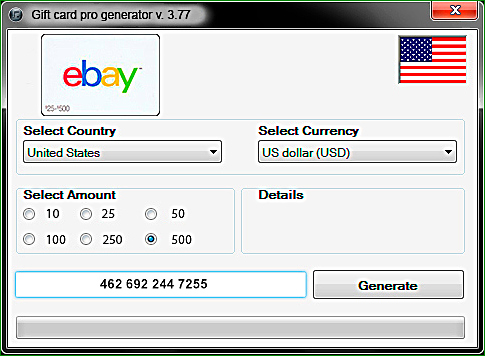 Gift card pro generator v. 3.77
ebay™
*25-*500
Select Country
Select Currency
United States
US dollar (USD)
Select Amount
Details
10 25 50
100 250 500
462 692 244 7255
Generate